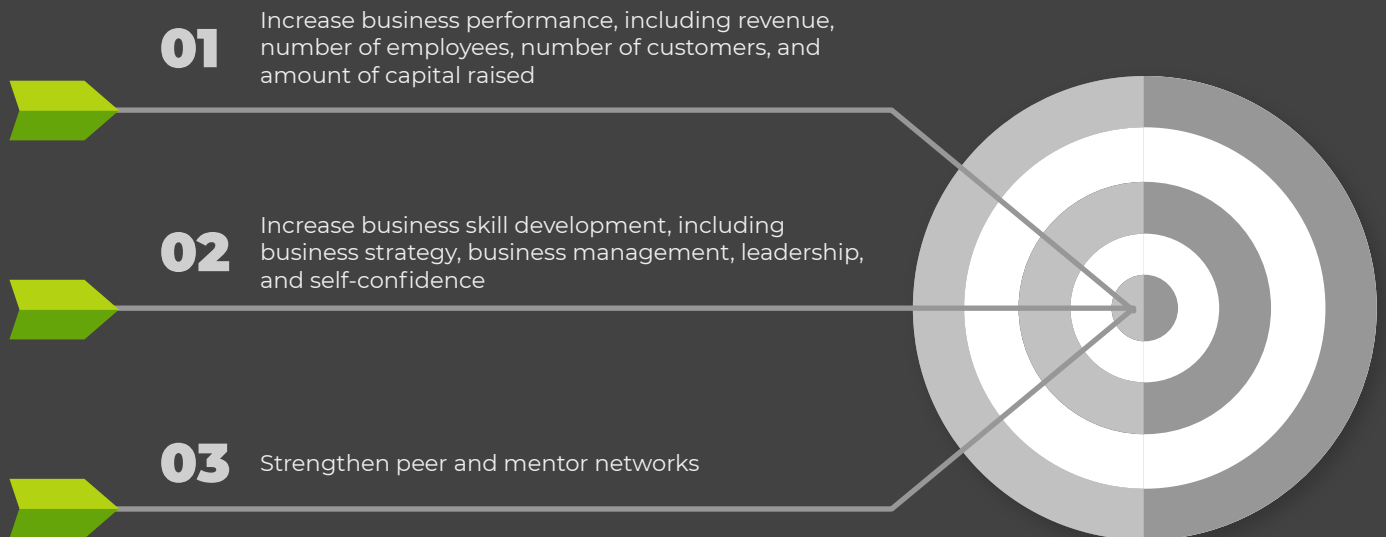 01
Increase business performance, including revenue,
number of employees, number of customers, and
amount of capital raised
02
Increase business skill development, including
business strategy, business management, leadership,
and self-confidence
03
Strengthen peer and mentor networks